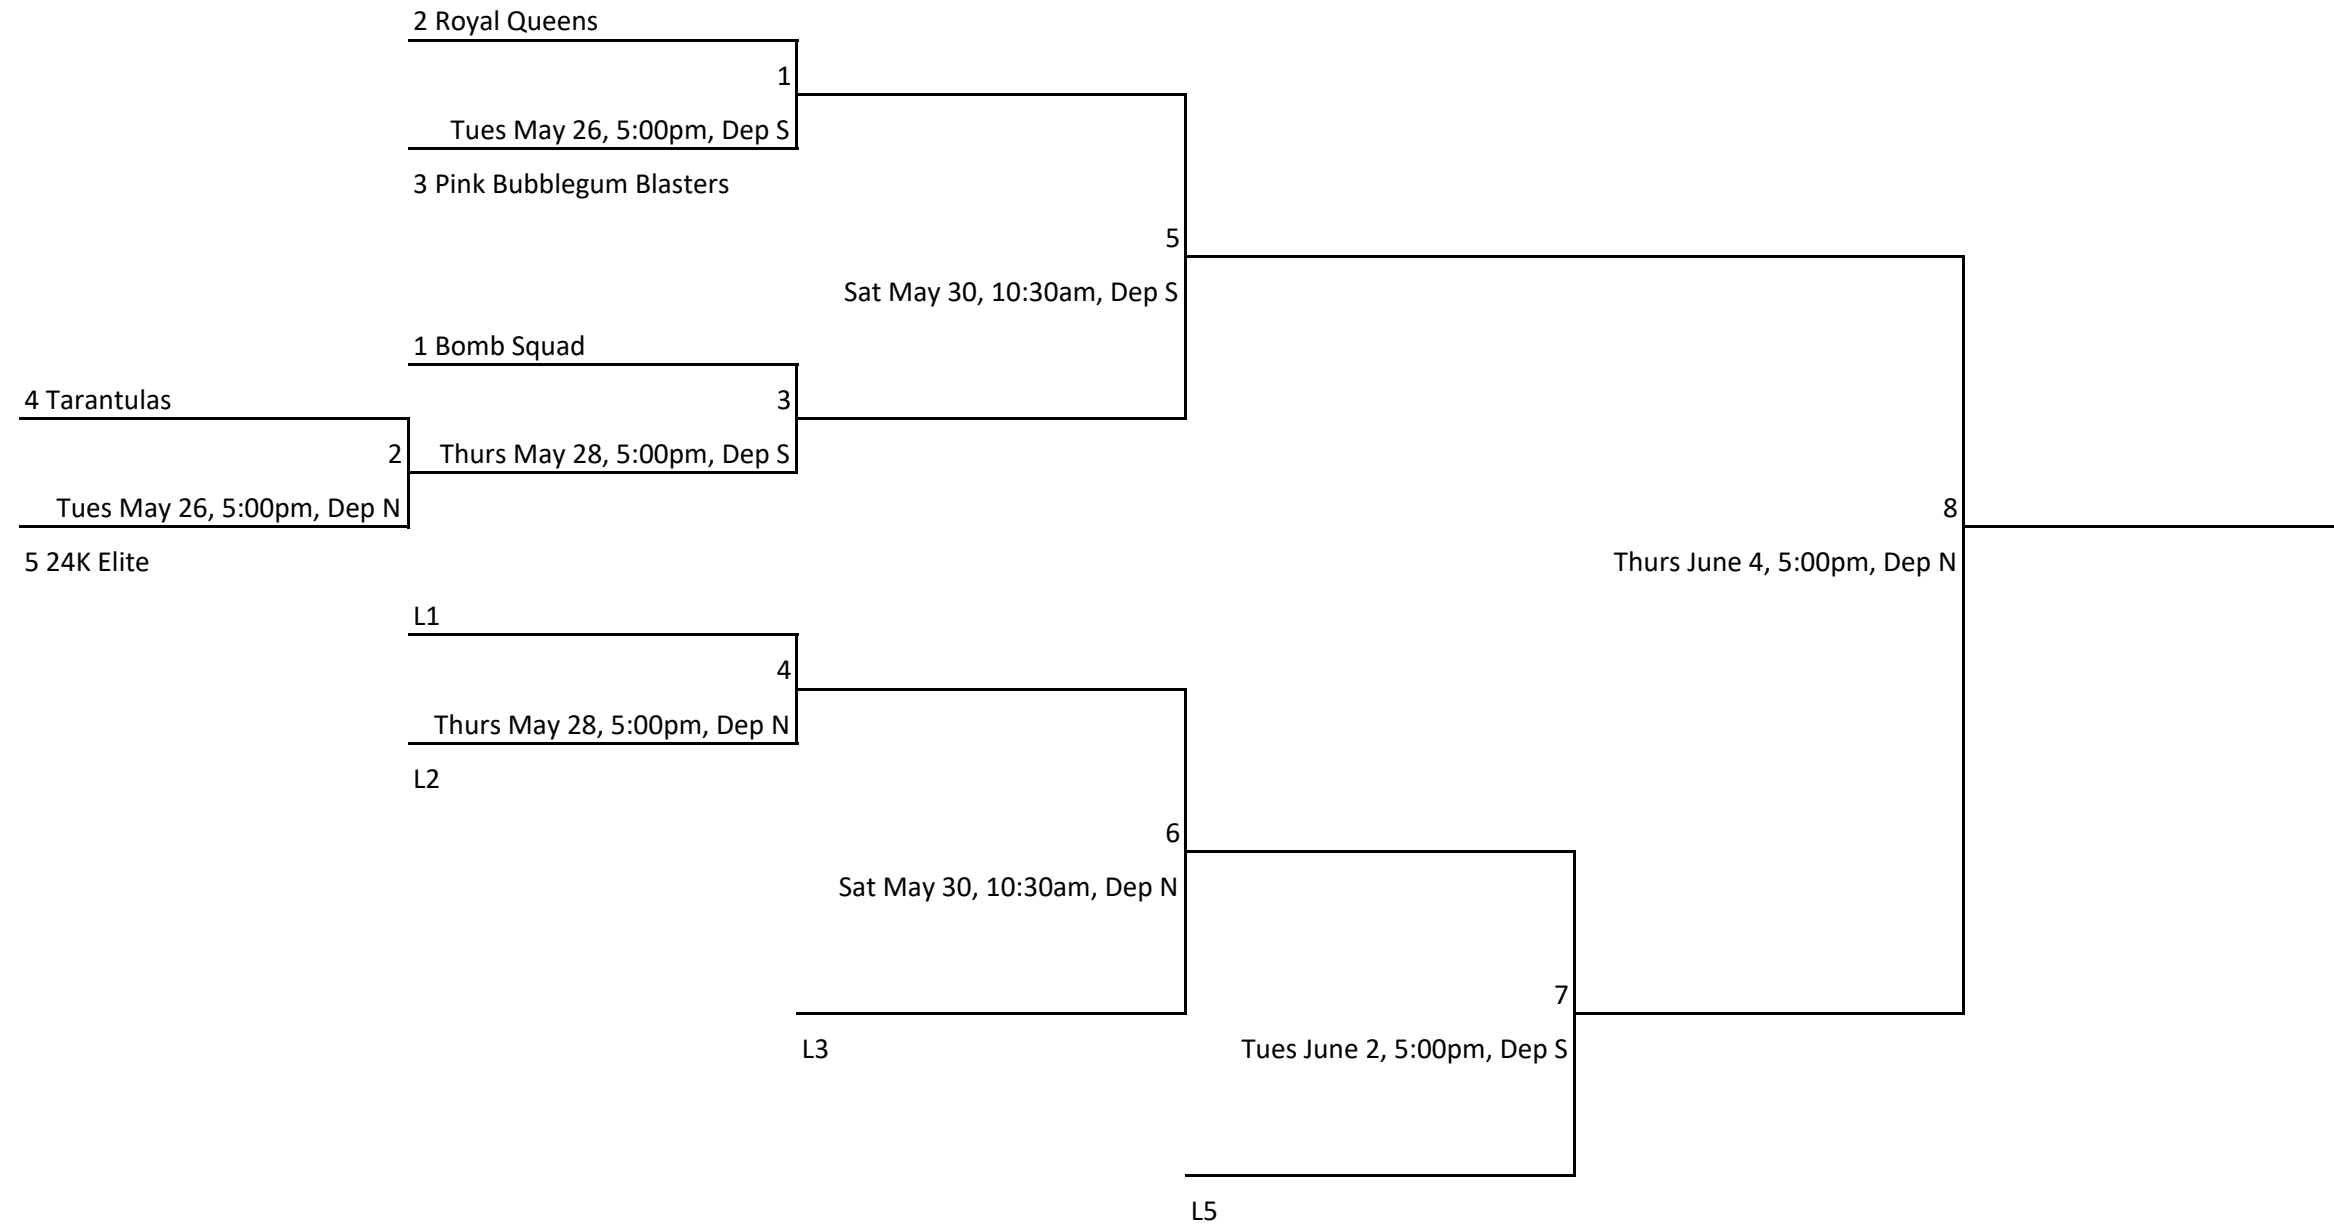 2 Royal Queens
1
Tues May 26, 5:00pm, Dep S
3 Pink Bubblegum Blasters
5
Sat May 30, 10:30am, Dep S
1 Bomb Squad
4 Tarantulas
3
2
Thurs May 28, 5:00pm, Dep S
Tues May 26, 5:00pm, Dep N
8
5 24K Elite
Thurs June 4, 5:00pm, Dep N
L1
4
Thurs May 28, 5:00pm, Dep N
L2
6
Sat May 30, 10:30am, Dep N
7
L3
Tues June 2, 5:00pm, Dep S
L5